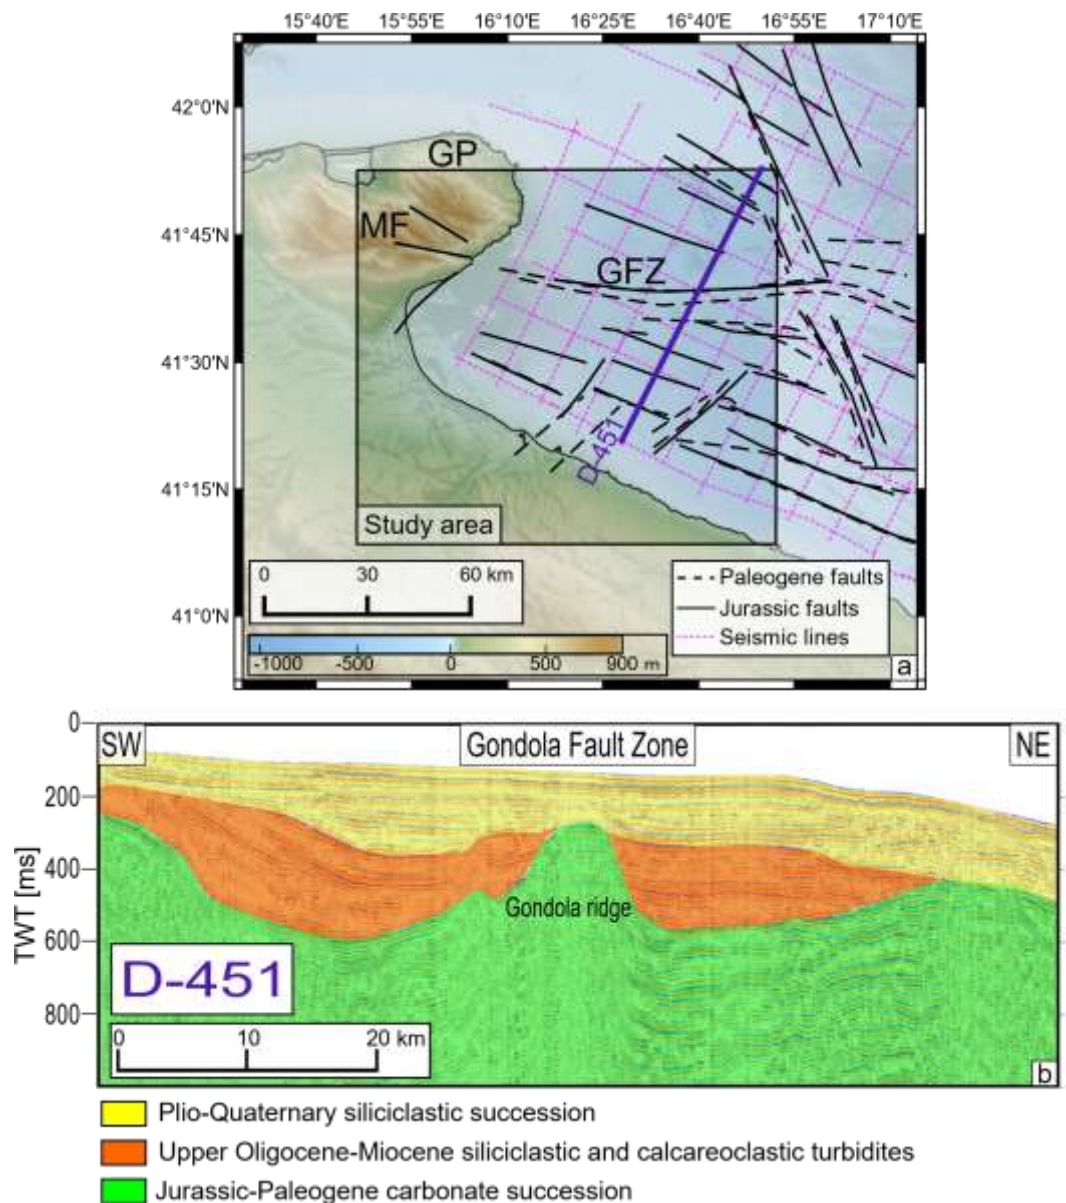 15°40'E 15°55'E 16°10'E 16°25'E 16°40'E 16°55'E 17°10'E
42°0'N
GP
MF
41°45'N
GFZ
41°30'N
D-451
41°15'N
Study area
0 30 60 km
Paleogene faults
Jurassic faults
Seismic lines
41°0'N
-1000 -500 0 500 900 m
a
0
SW Gondola Fault Zone NE
200
400
Gondola ridge
TWT [ms]
600
D-451
800
0 10 20 km
b
Plio-Quaternary siliciclastic succession
Upper Oligocene-Miocene siliciclastic and calcareoclastic turbidites
Jurassic-Paleogene carbonate succession